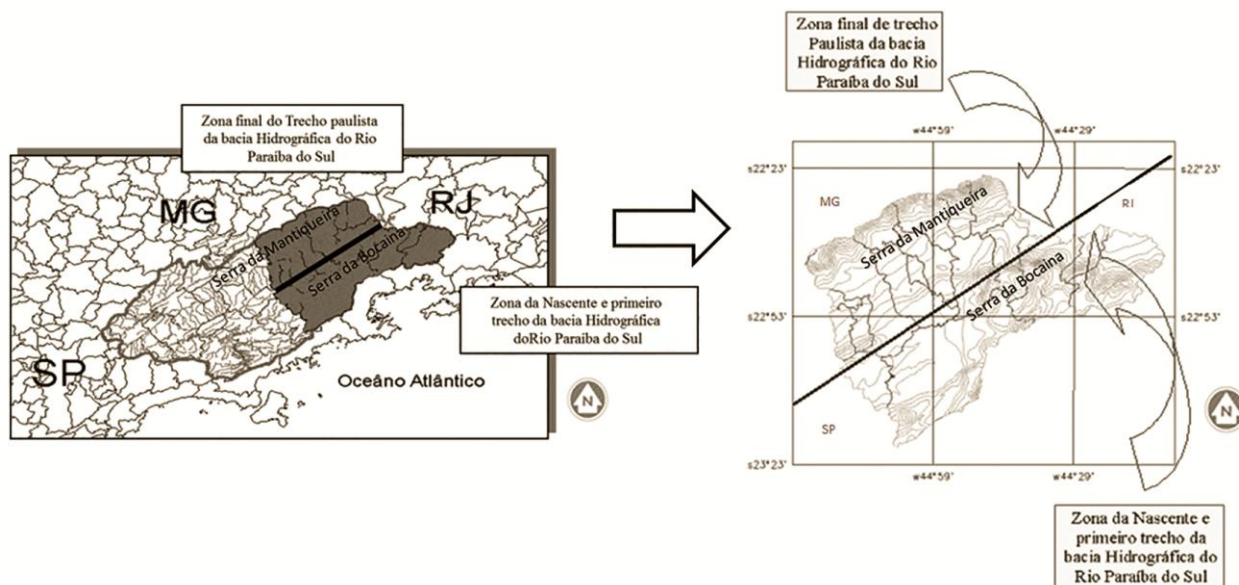 Zona final do Trecho paulista
da bacia Hidrográfica do Rio
Paraíba do Sul
MG
RJ
Serra da Mantiqueira
Serra da Bocaina
SP
Zona da Nascente e primeiro
trecho da bacia Hidrográfica
doRio Paraiba do Sul
Oceâno Atlântico
N
Zona final de trecho
Paulista da bacia
Hidrográfica do Rio
Paraíba do Sul
w44°59' w44°29'
s22°23' s22°23'
MG
RJ
Serra da Mantiqueira
Serra da Bocaina
s22°53' s22°53'
SP
N
s23°23' s23°23'
w44°59' w44°29'
Zona da Nascente e
primeiro trecho da
bacia Hidrográfica do
Rio Paraíba do Sul